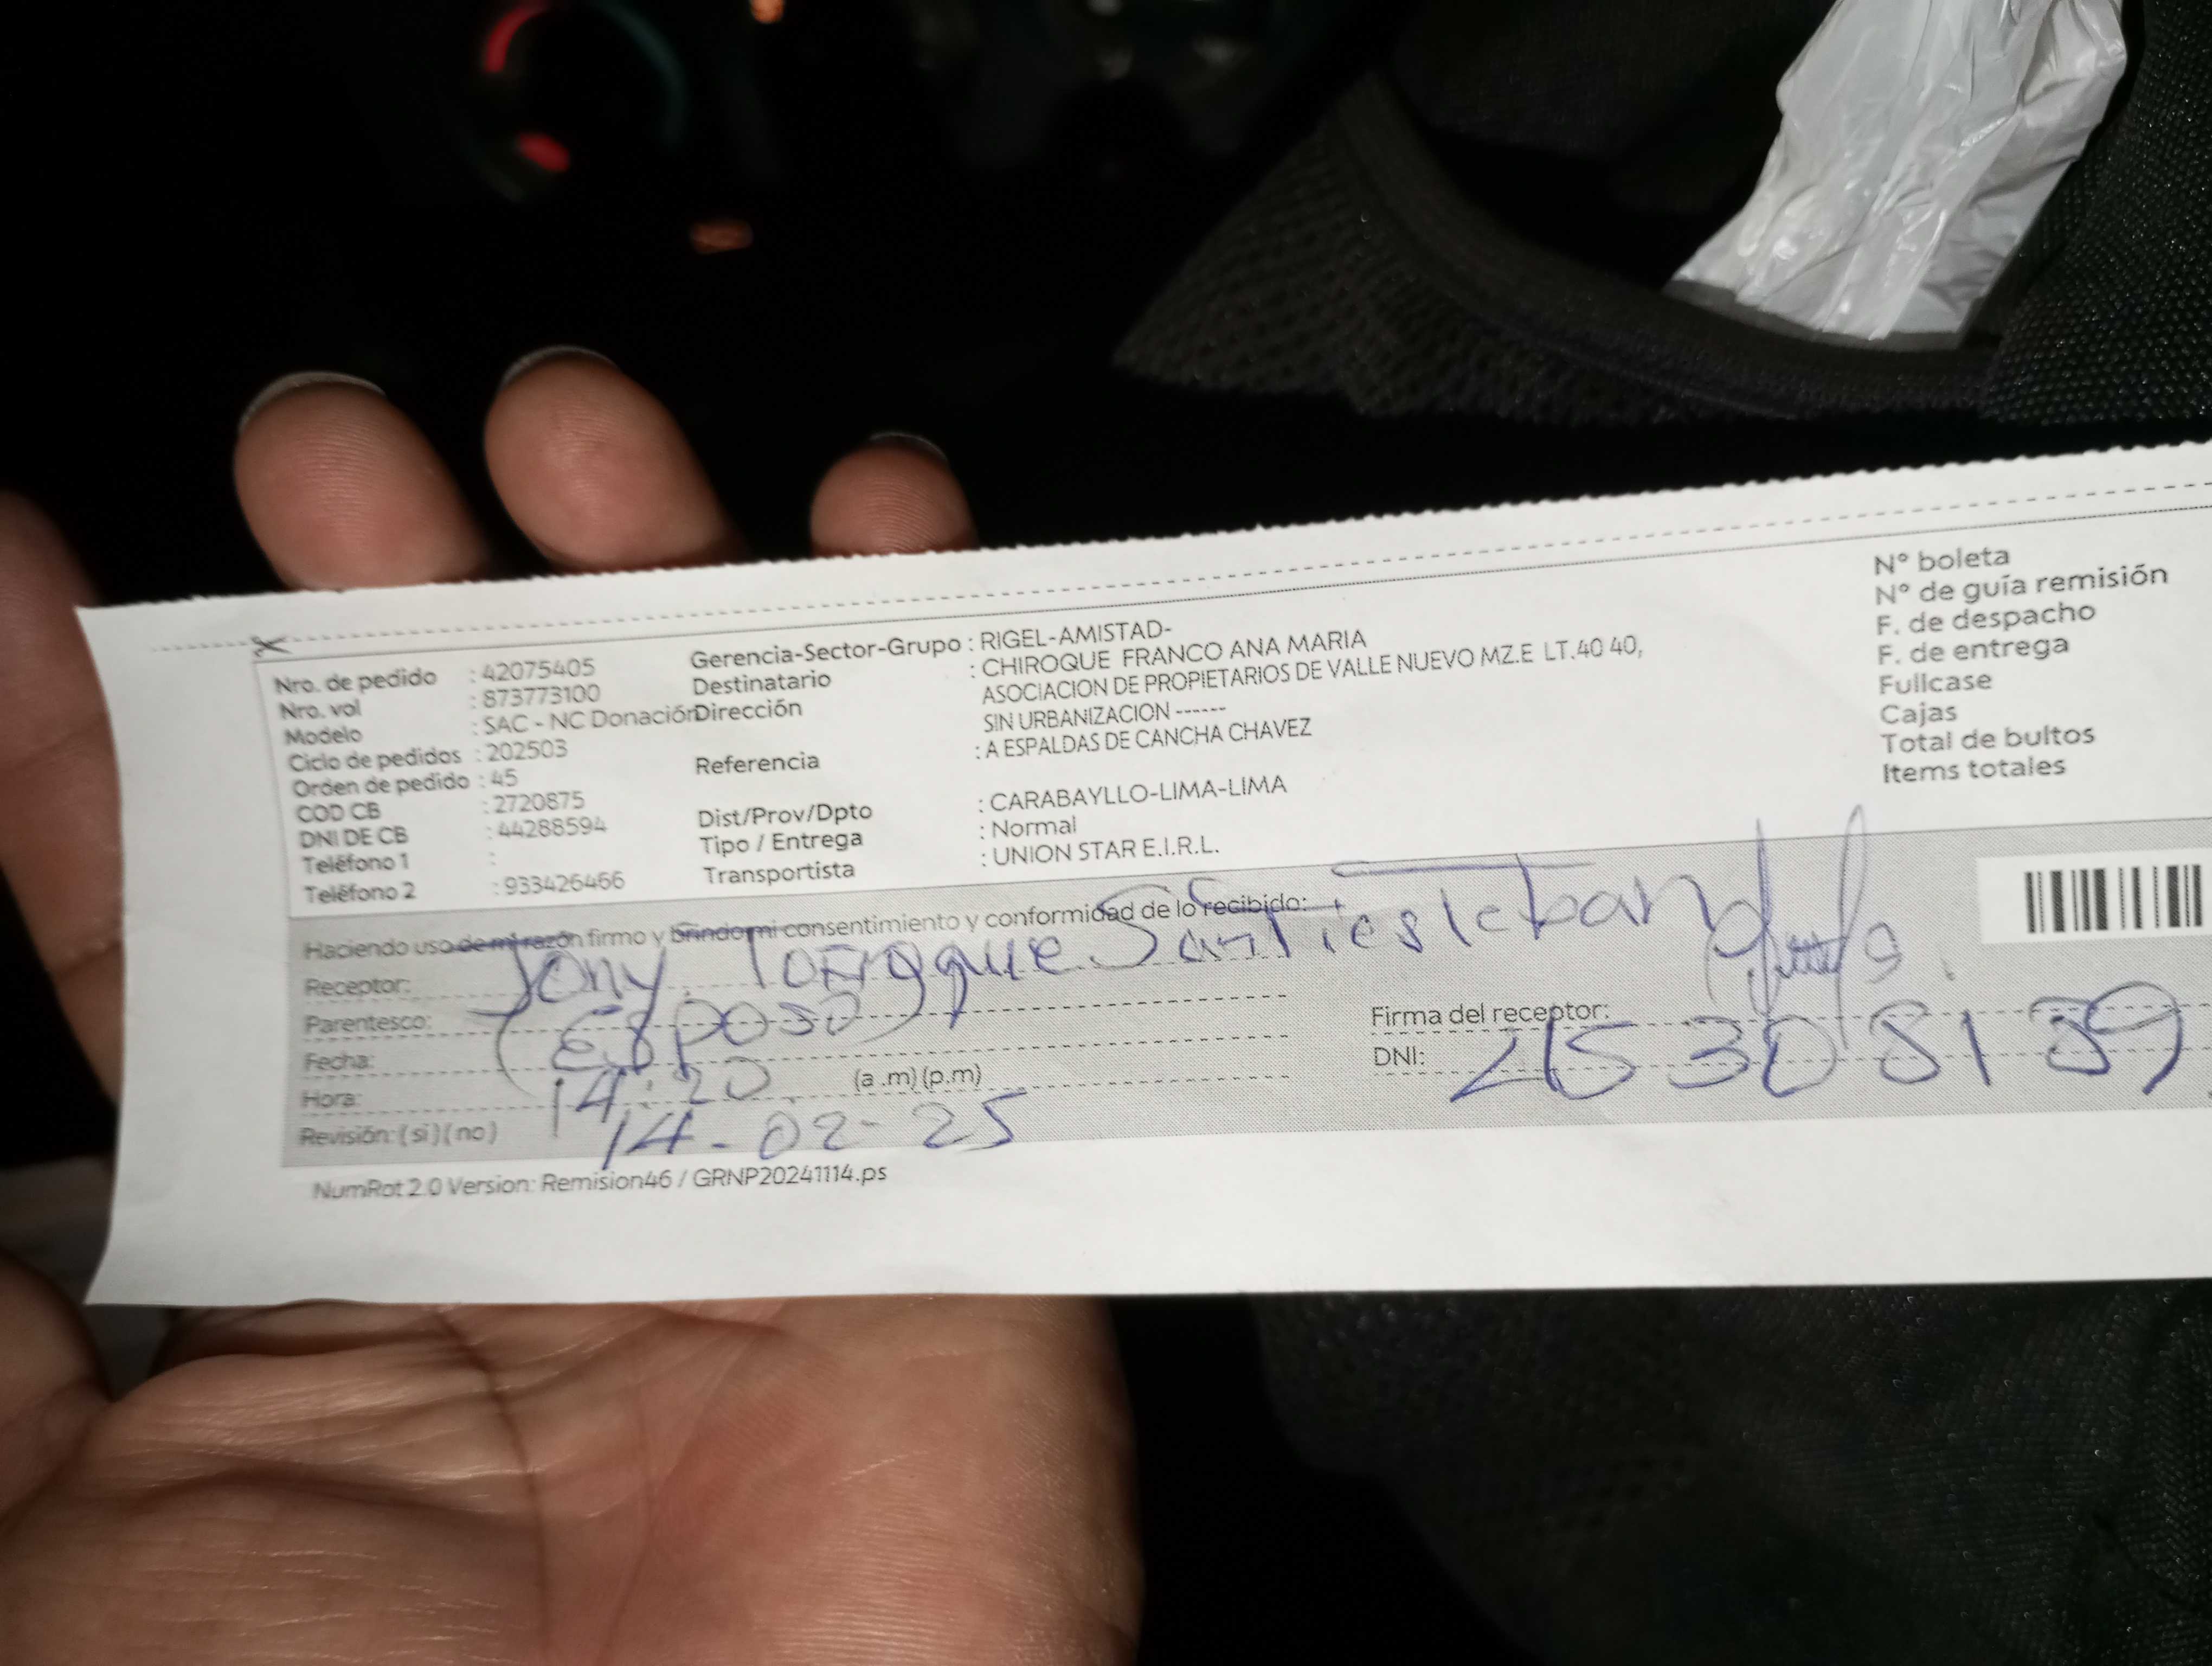 Nro. de pedido : 42075405
Nro. vol : 873773100
Modelo : SAC - NC Donación
Ciclo de pedidos : 202503
Orden de pedido : 45
COD CB : 2720875
DNI DE CB : 44288594
Teléfono 1 :
Teléfono 2 : 933426466
Gerencia-Sector-Grupo : RIGEL-AMISTAD-
Destinatario : CHIROQUE FRANCO ANA MARIA
Dirección ASOCIACION DE PROPIETARIOS DE VALLE NUEVO MZ.E LT.40 40,
SIN URBANIZACION ------
Referencia : A ESPALDAS DE CANCHA CHAVEZ
Dist/Prov/Dpto : CARABAYLLO-LIMA-LIMA
Tipo / Entrega : Normal
Transportista : UNION STAR E.I.R.L.
N° boleta
N° de guía remisión
F. de despacho
F. de entrega
Fullcase
Cajas
Total de bultos
Items totales
Haciendo uso de mi razón firmo y brindo mi consentimiento y conformidad de lo recibido:
Receptor: Jony
Parentesco: (Esposo)
Fecha:
Hora: 14:20 (a.m)(p.m)
Revisión: (si)(no) 14-02-25
Firma del receptor:
DNI: 45308139
NumRot 2.0 Version: Remision46 / GRNP20241114.ps